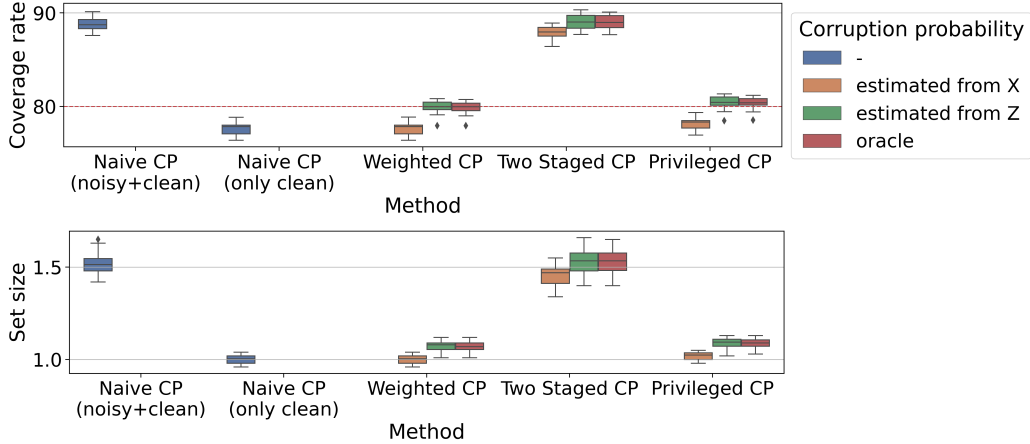 90
80
Coverage rate
Naive CP
(noisy+clean)
Naive CP
(only clean)
Weighted CP
Two Staged CP
Privileged CP
Method
Corruption probability
-
estimated from X
estimated from Z
oracle
1.5
1.0
Set size
Naive CP
(noisy+clean)
Naive CP
(only clean)
Weighted CP
Two Staged CP
Privileged CP
Method